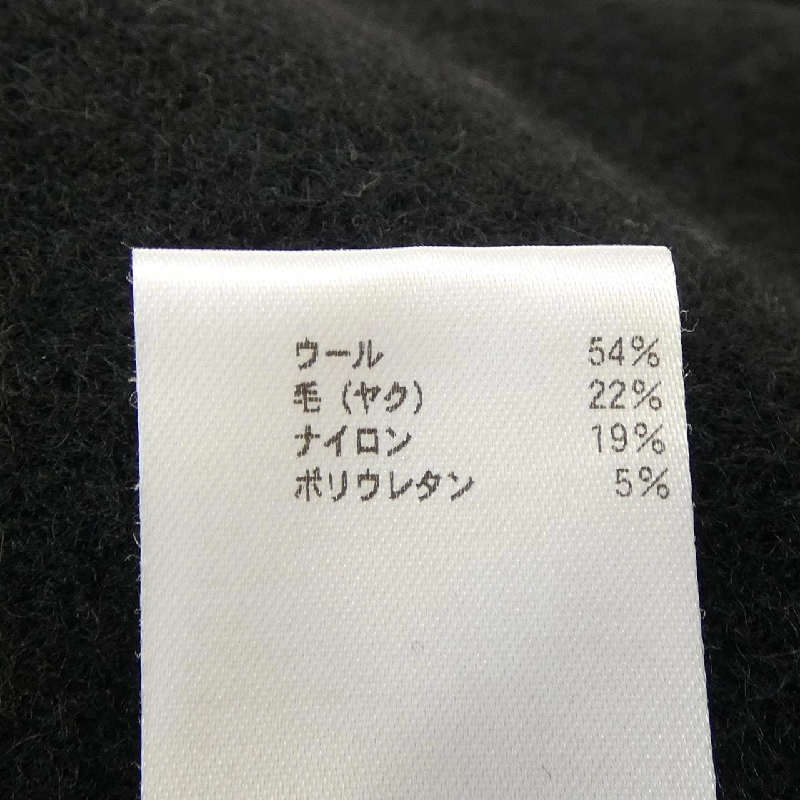 ウール 54%
毛(ヤク) 22%
ナイロン 19%
ポリウレタン 5%